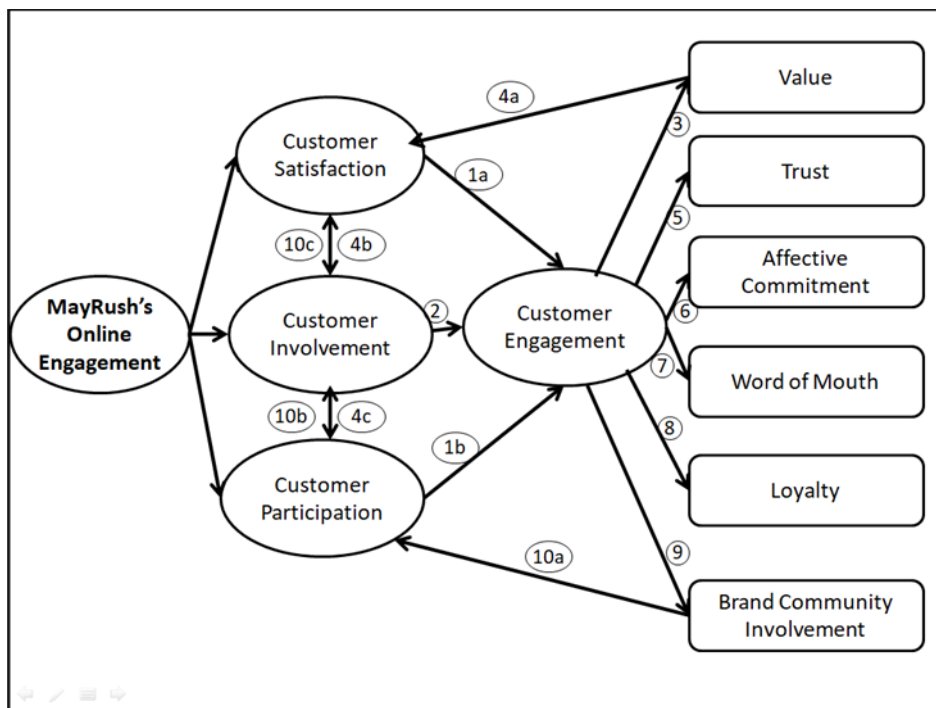 Value
4a
3
Customer
Satisfaction
1a
Trust
5
10c
4b
Affective
Commitment
MayRush's
Online
Engagement
Customer
Involvement
2
Customer
Engagement
6
7
Word of Mouth
10b
4c
1b
8
Customer
Participation
Loyalty
10a
9
Brand Community
Involvement